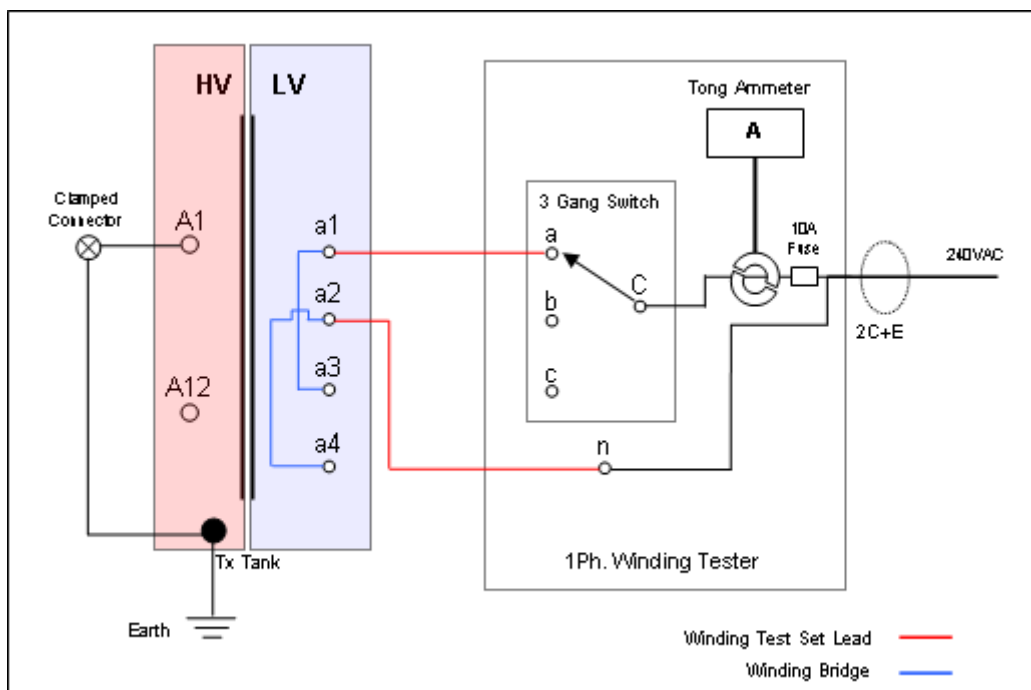 HV
LV
Tong Ammeter
A
Clamped
Connector
A1
a1
3 Gang Switch
a
10A
Fuse
240VAC
a2
b
C
2C+E
A12
a3
c
a4
n
Tx Tank
1Ph. Winding Tester
Earth
Winding Test Set Lead
Winding Bridge